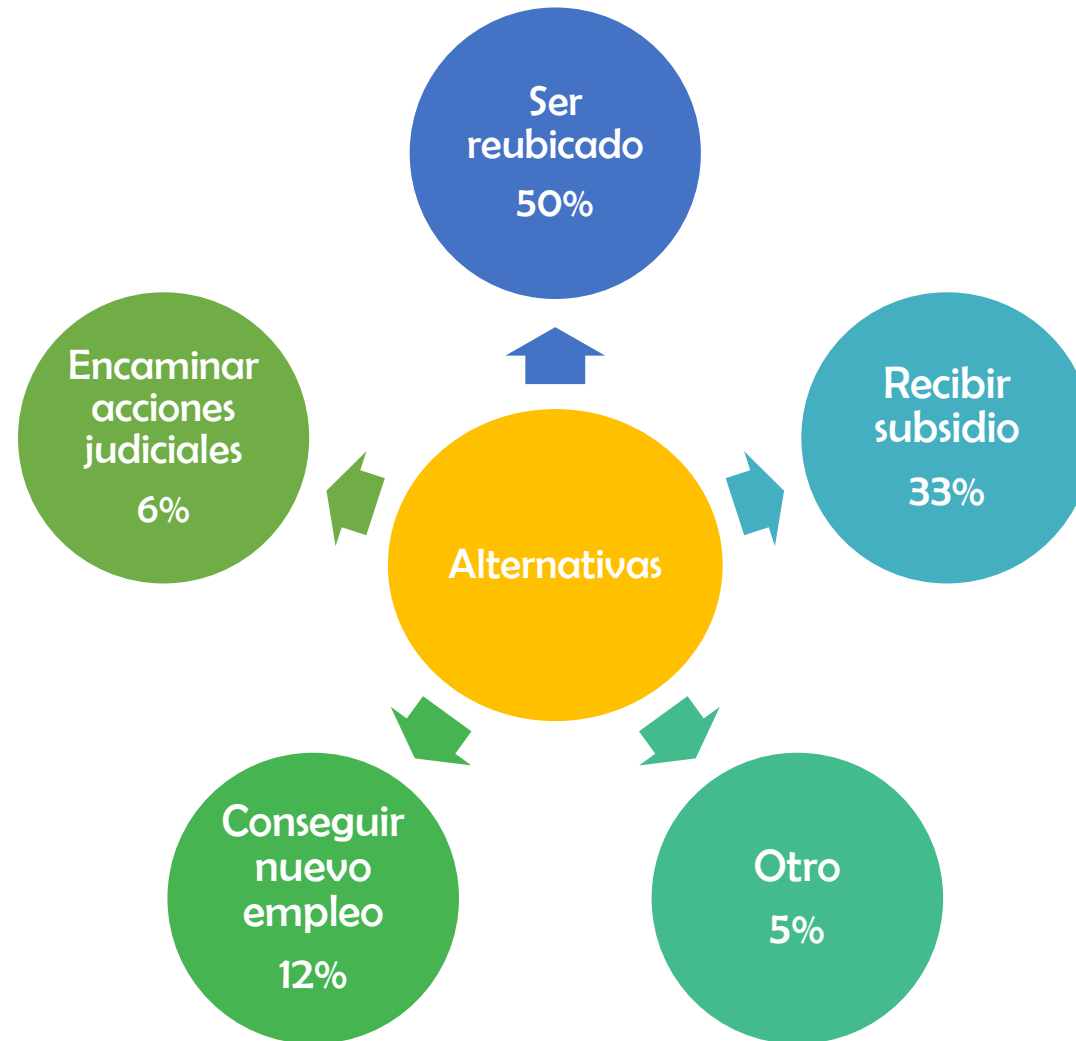 Ser
reubicado
50%
Encaminar
acciones
judiciales
6%
Recibir
subsidio
33%
Alternativas
Conseguir
nuevo
empleo
12%
Otro
5%